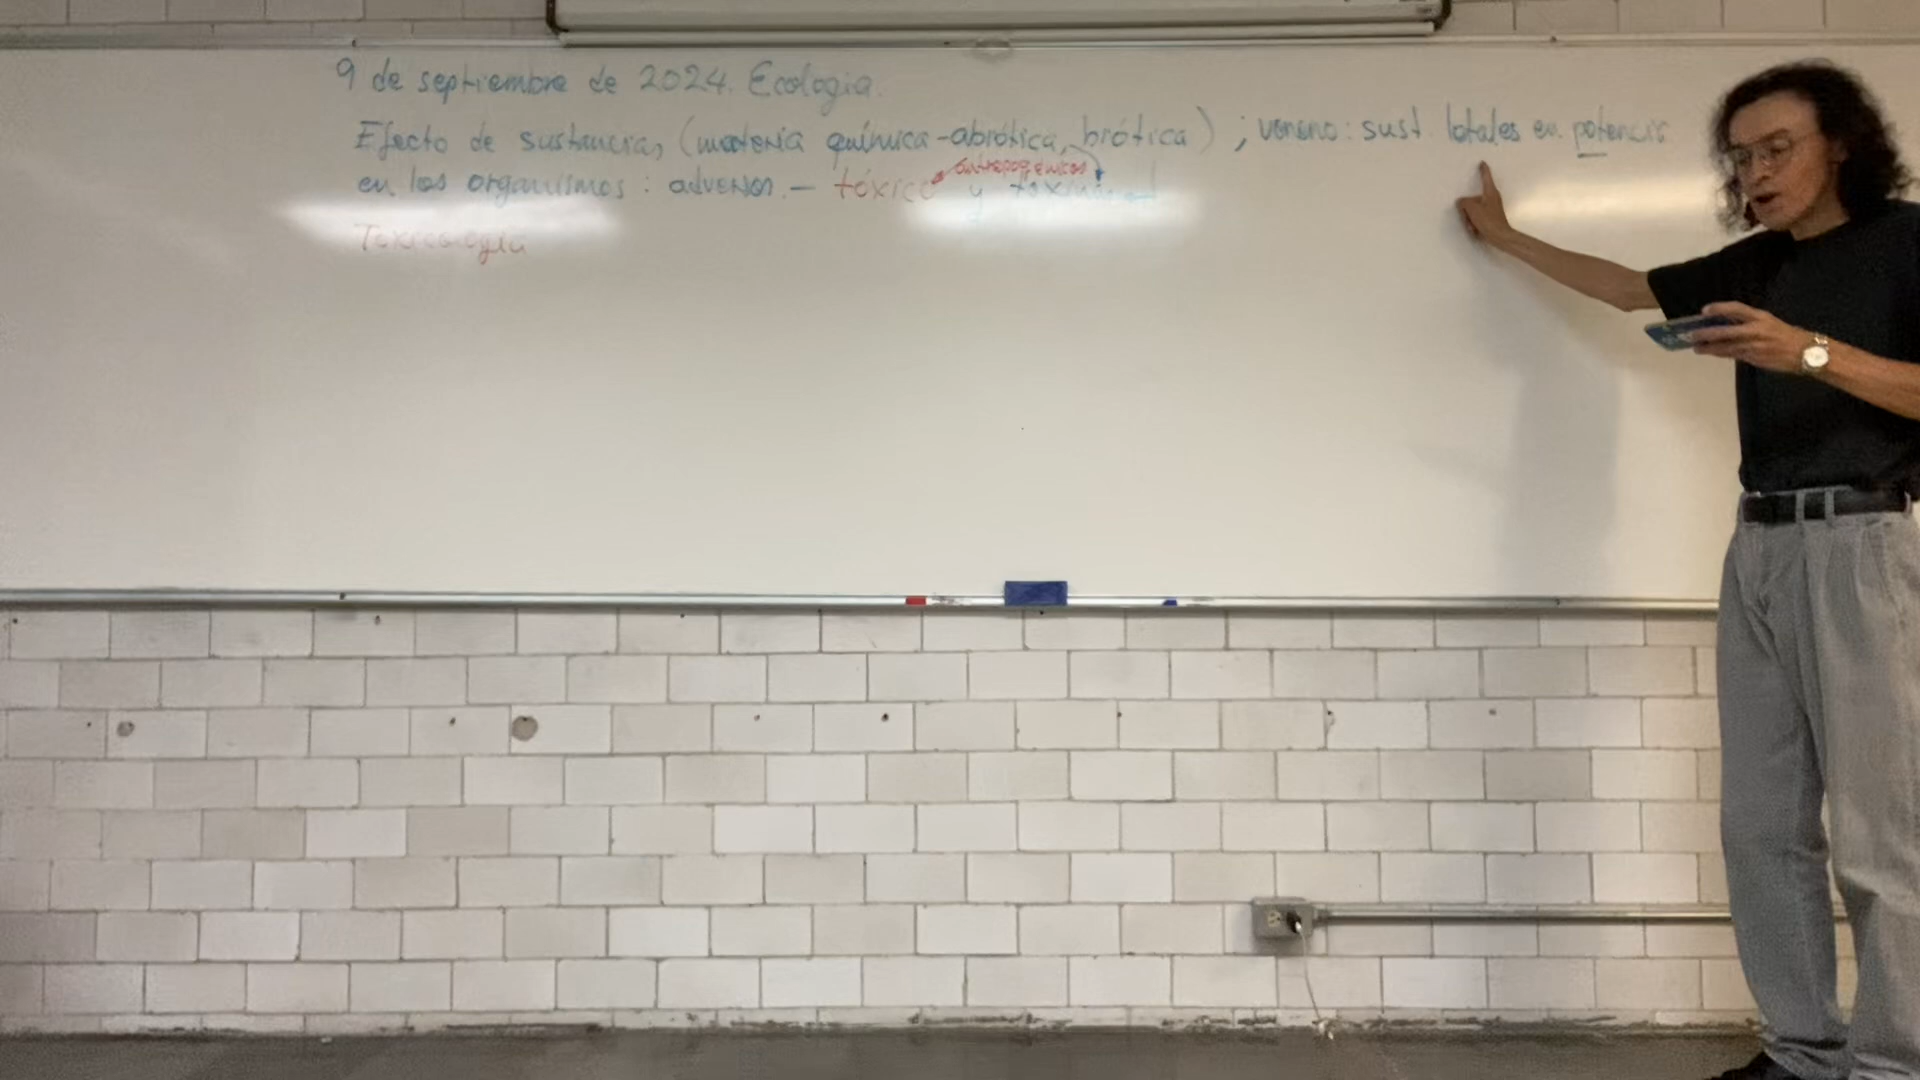 9 de septiembre de 2024. Ecología.
Efecto de sustancias (materia química-abiótica, biótica) ; veneno: sust letales en potencia
antropogénicos
en los organismos : adversos. — tóxico y toxinas
Toxicología